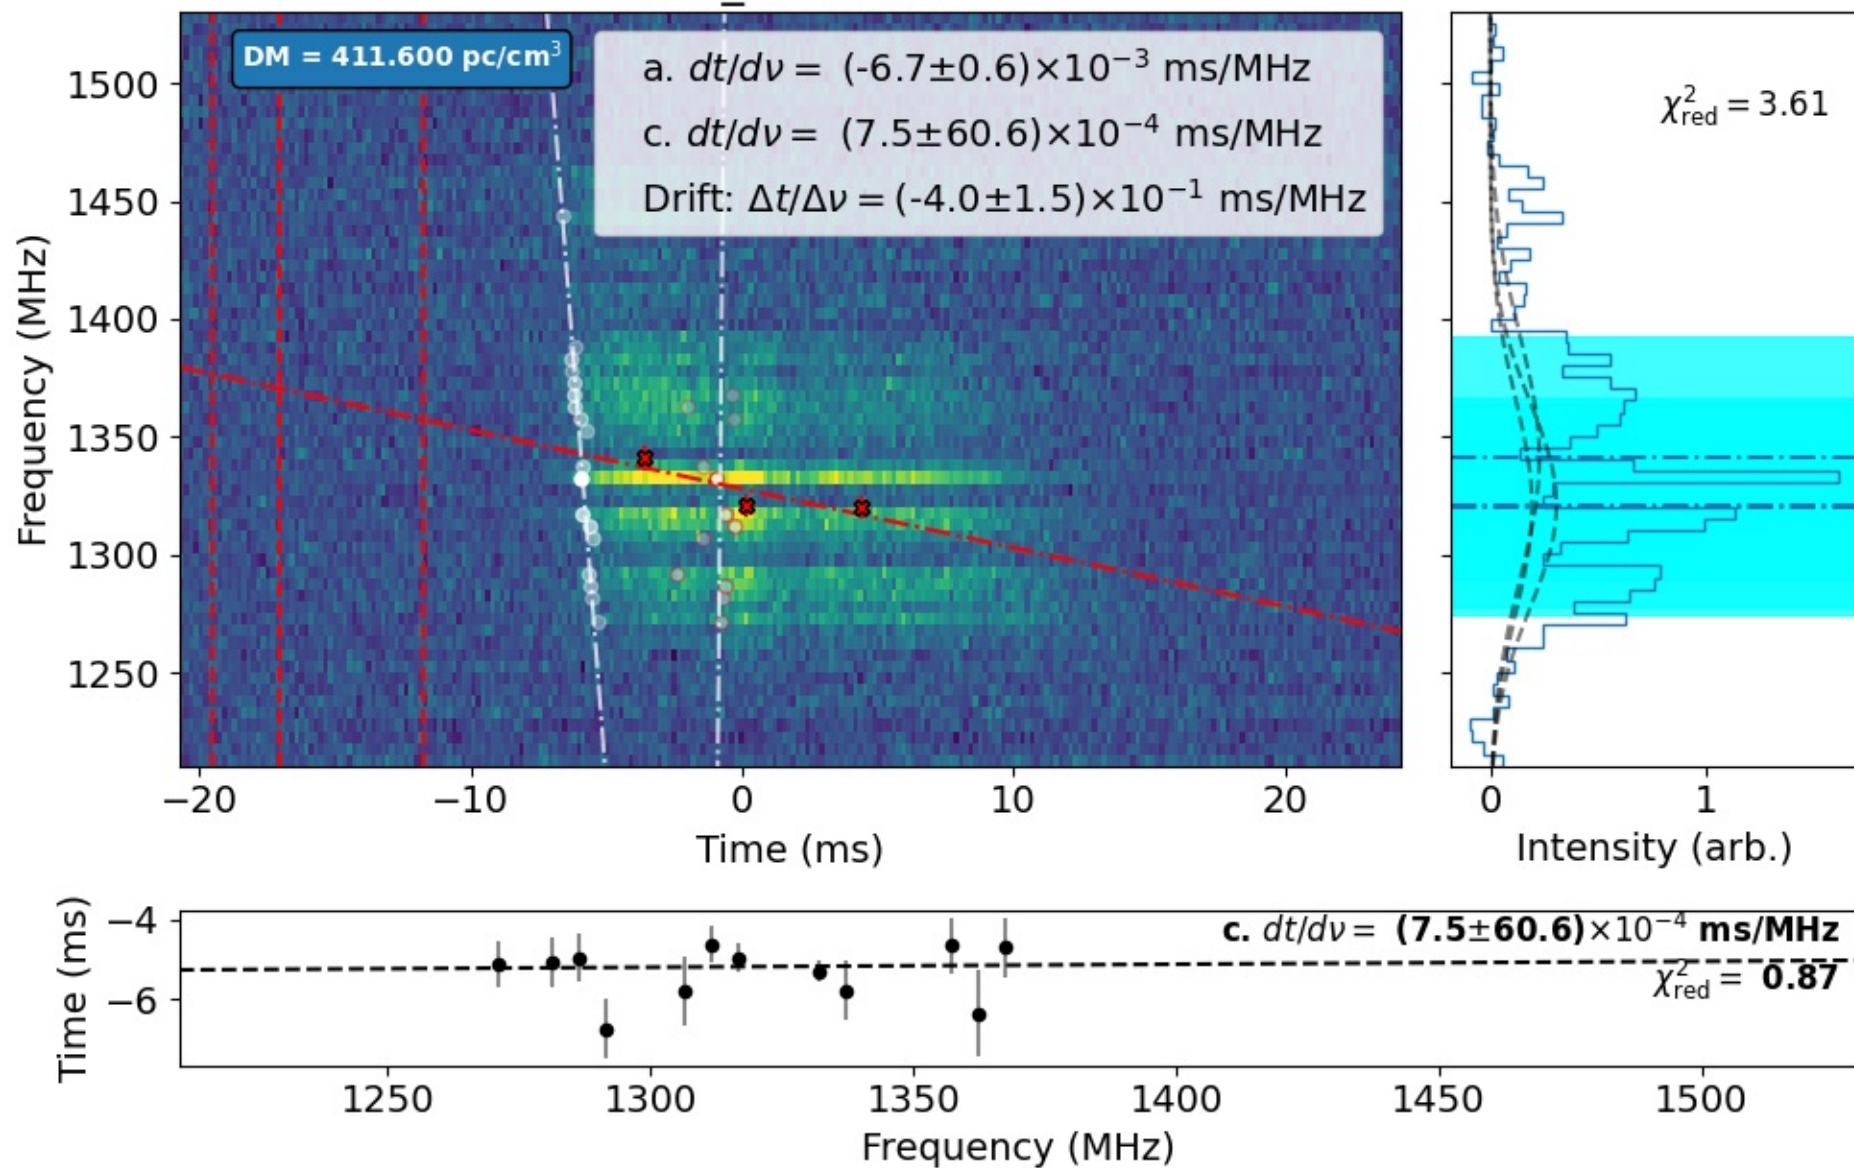 DM = 411.600 pc/cm³
a. dt/dν = (-6.7±0.6)×10⁻³ ms/MHz
c. dt/dν = (7.5±60.6)×10⁻⁴ ms/MHz
Drift: Δt/Δν = (-4.0±1.5)×10⁻¹ ms/MHz
χ²red = 3.61
Frequency (MHz)
1500
1450
1400
1350
1300
1250
−20 −10 0 10 20
Time (ms)
0 1
Intensity (arb.)
Time (ms)
−4
−6
c. dt/dν = (7.5±60.6)×10⁻⁴ ms/MHz
χ²red = 0.87
1250 1300 1350 1400 1450 1500
Frequency (MHz)